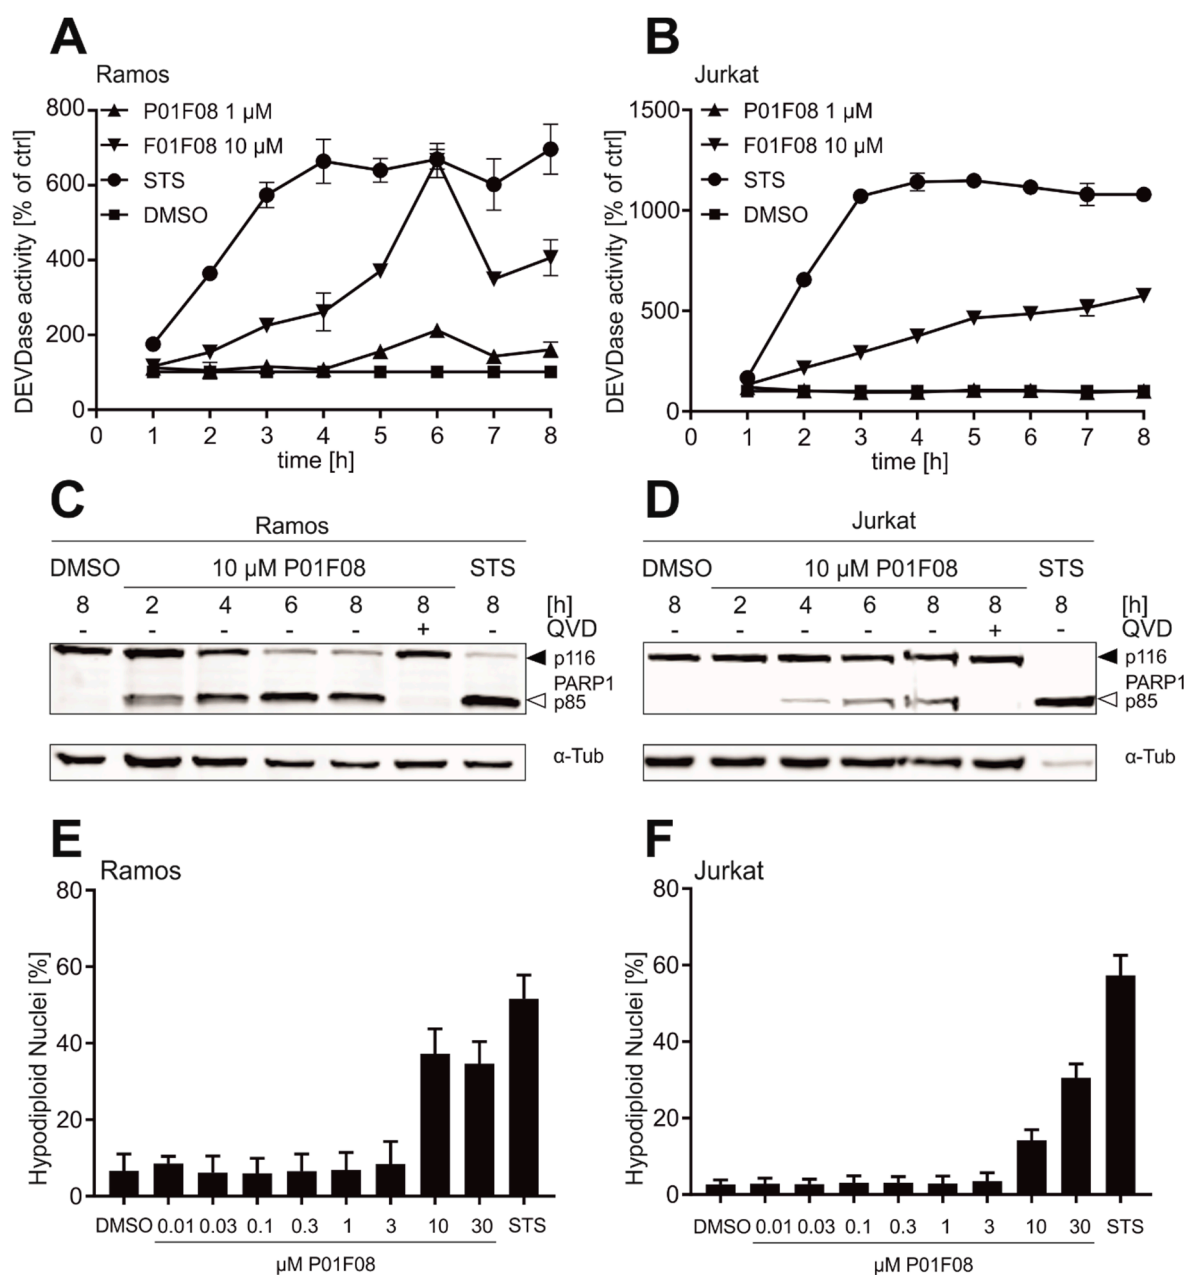 A
Ramos
DEVDase activity [% of ctrl]
800
600
400
200
0
P01F08 1 µM
F01F08 10 µM
STS
DMSO
0 1 2 3 4 5 6 7 8
time [h]
B
Jurkat
DEVDase activity [% of ctrl]
1500
1000
500
0
P01F08 1 µM
F01F08 10 µM
STS
DMSO
0 1 2 3 4 5 6 7 8
time [h]
C
Ramos
DMSO 10 µM P01F08 STS
8 2 4 6 8 8 8 [h]
- - - - - + - QVD
p116
PARP1
p85
α-Tub
D
Jurkat
DMSO 10 µM P01F08 STS
8 2 4 6 8 8 8 [h]
- - - - - + - QVD
p116
PARP1
p85
α-Tub
E
Ramos
Hypodiploid Nuclei [%]
80
60
40
20
0
DMSO 0.01 0.03 0.1 0.3 1 3 10 30 STS
µM P01F08
F
Jurkat
Hypodiploid Nuclei [%]
80
60
40
20
0
DMSO 0.01 0.03 0.1 0.3 1 3 10 30 STS
µM P01F08